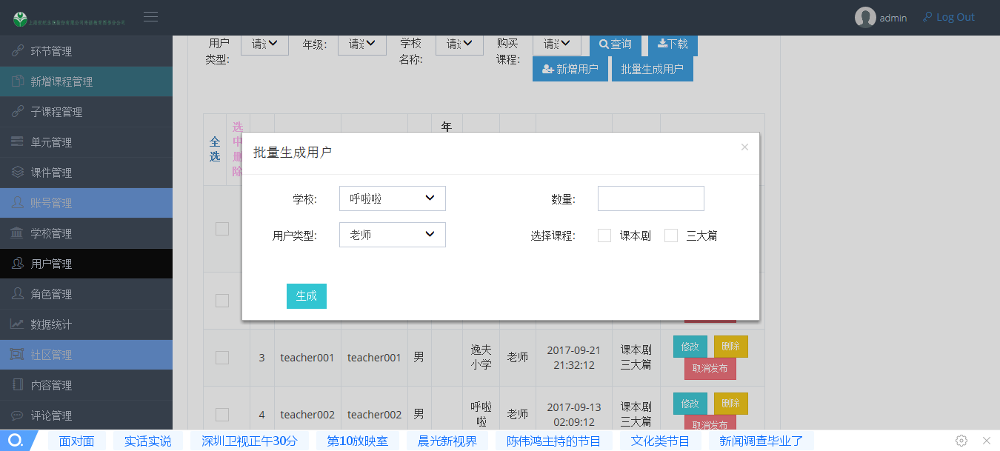 admin
Log Out
环节管理
新增课程管理
子课程管理
单元管理
课件管理
账号管理
学校管理
用户管理
角色管理
数据统计
社区管理
内容管理
评论管理
用户类型:
年级:
学校名称:
购买课程:
查询
下载
新增用户
批量生成用户
全选
选中删除
年
批量生成用户
×
学校:
呼啦啦
数量:
用户类型:
老师
选择课程:
课本剧
三大篇
生成
3 teacher001 teacher001 男 逸夫小学 老师 2017-09-21 21:32:12 课本剧 三大篇 修改 删除 取消发布
4 teacher002 teacher002 男 呼啦啦 老师 2017-09-13 02:09:12 课本剧 三大篇 修改 删除 取消发布
面对面
实话实说
深圳卫视正午30分
第10放映室
晨光新视界
陈伟鸿主持的节目
文化类节目
新闻调查毕业了